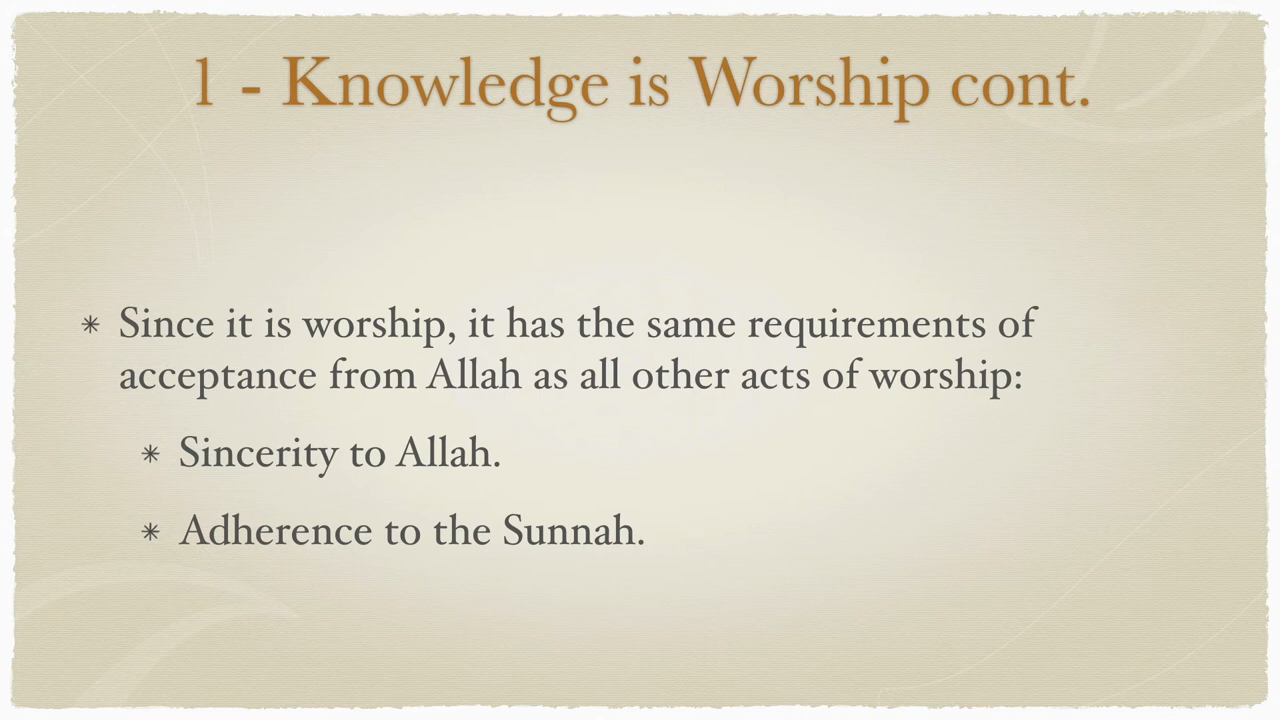 1 - Knowledge is Worship cont.
* Since it is worship, it has the same requirements of
acceptance from Allah as all other acts of worship:
* Sincerity to Allah.
* Adherence to the Sunnah.